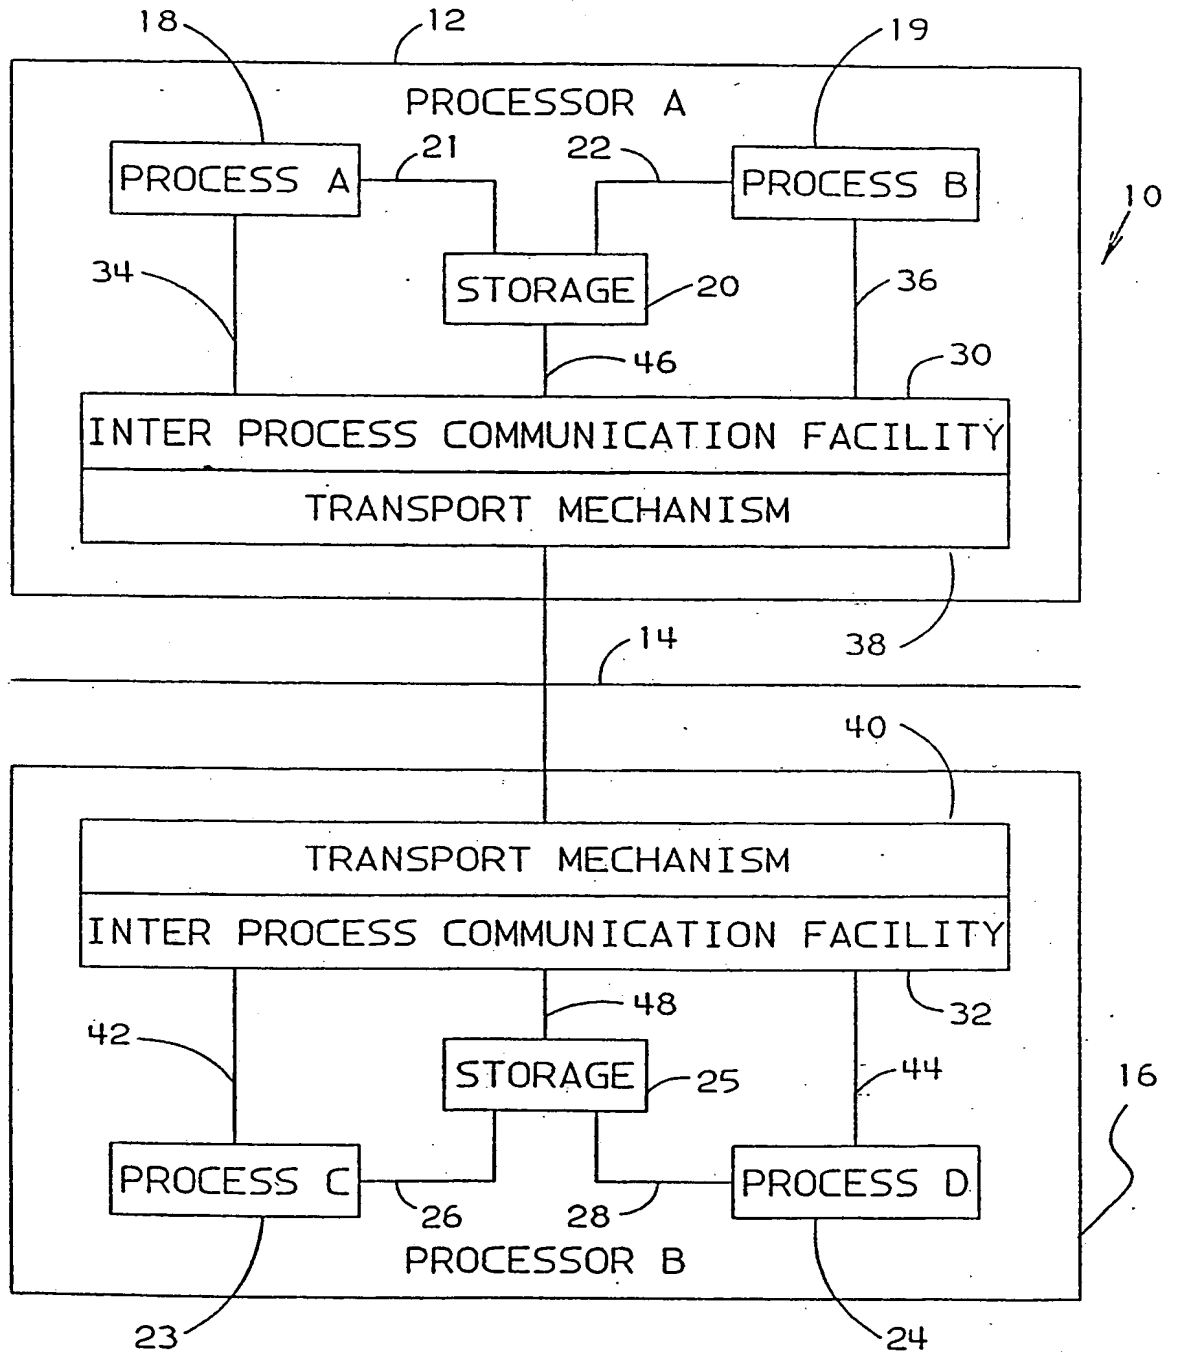 18
12
19
PROCESSOR A
21
22
PROCESS A
PROCESS B
10
34
STORAGE
20
36
46
30
INTER PROCESS COMMUNICATION FACILITY
TRANSPORT MECHANISM
14
38
40
TRANSPORT MECHANISM
INTER PROCESS COMMUNICATION FACILITY
48
32
42
STORAGE
25
44
16
PROCESS C
PROCESS D
26
28
PROCESSOR B
23
24